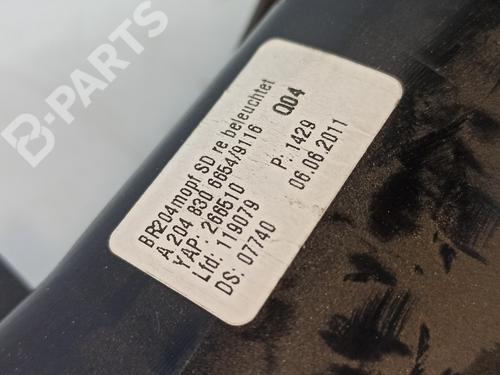 B-PARTS
BR204mopf SD re beleuchtet
A 204 830 6654/9116 Q04
YAP: 266510
Lfd: 119079 P: 1429
DS: 07740 06.06.2011